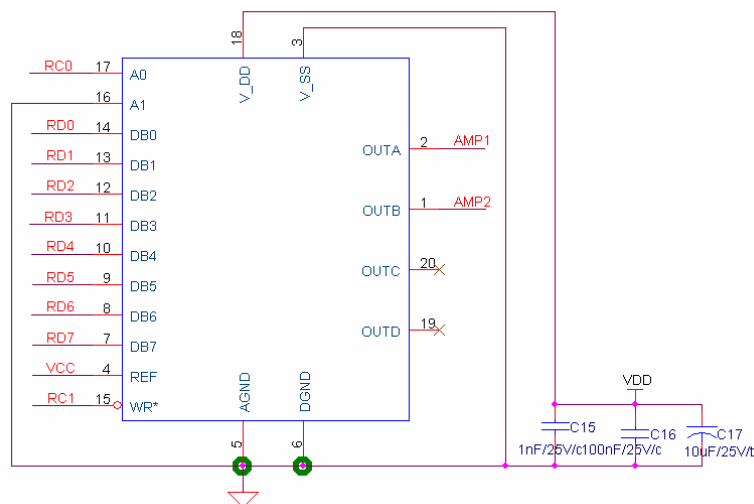 18
3
RC0 17 A0 V_DD V_SS
16 A1
RD0 14 DB0
RD1 13 DB1 OUTA 2 AMP1
RD2 12 DB2
RD3 11 DB3 OUTB 1 AMP2
RD4 10 DB4
RD5 9 DB5 OUTC 20
RD6 8 DB6
RD7 7 DB7 OUTD 19
VCC 4 REF AGND DGND VDD
RC1 15 WR*
C15 C16 C17
1nF/25V/c 100nF/25V/c 10uF/25V/t
5 6